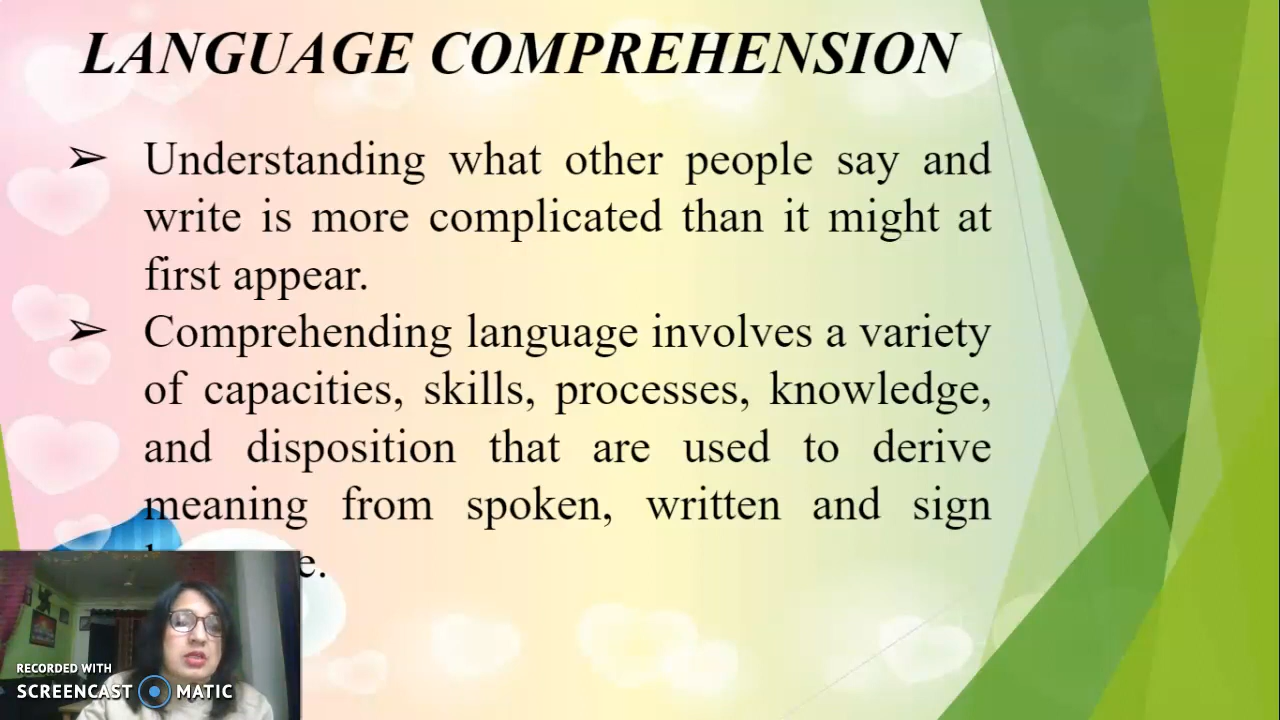 LANGUAGE COMPREHENSION
➢ Understanding what other people say and
write is more complicated than it might at
first appear.
➢ Comprehending language involves a variety
of capacities, skills, processes, knowledge,
and disposition that are used to derive
meaning from spoken, written and sign
RECORDED WITH
SCREENCAST MATIC